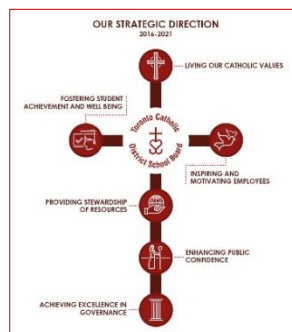 OUR STRATEGIC DIRECTION
2016-2021
LIVING OUR CATHOLIC VALUES
FOSTERING STUDENT
ACHIEVEMENT AND WELL BEING
Toronto Catholic
District School Board
INSPIRING AND
MOTIVATING EMPLOYEES
PROVIDING STEWARDSHIP
OF RESOURCES
ENHANCING PUBLIC
CONFIDENCE
ACHIEVING EXCELLENCE IN
GOVERNANCE